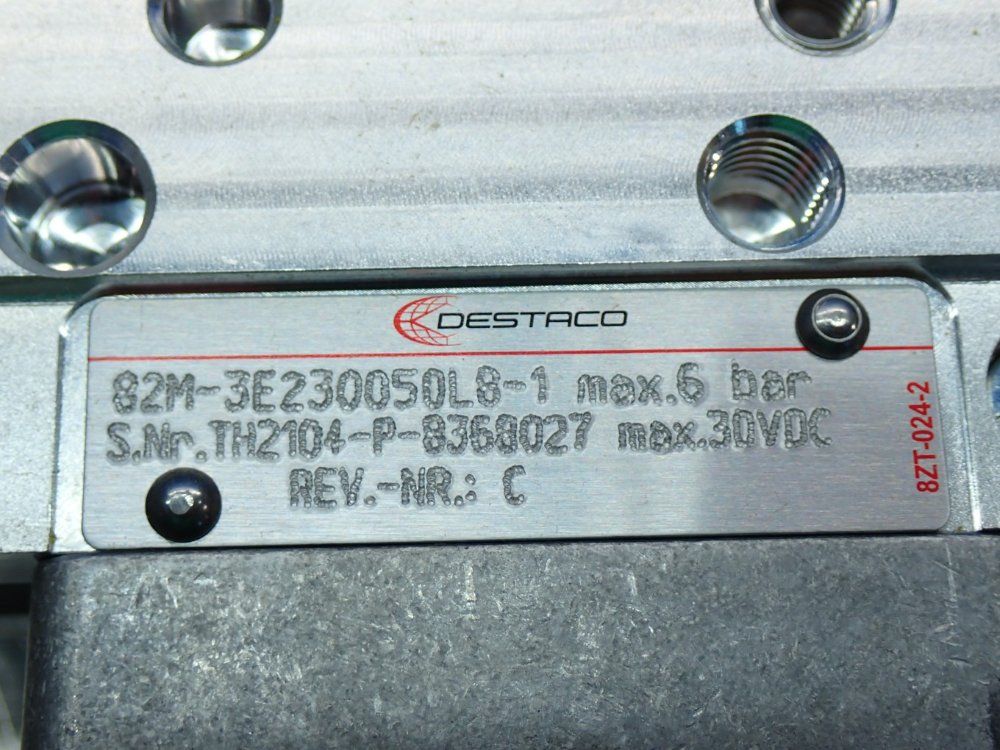 DESTACO
82M-3E230050L8-1 max.6 bar
S.Nr.TH2104-P-8368027 max.30VDC
REV.-NR.: C
8ZT-024-2